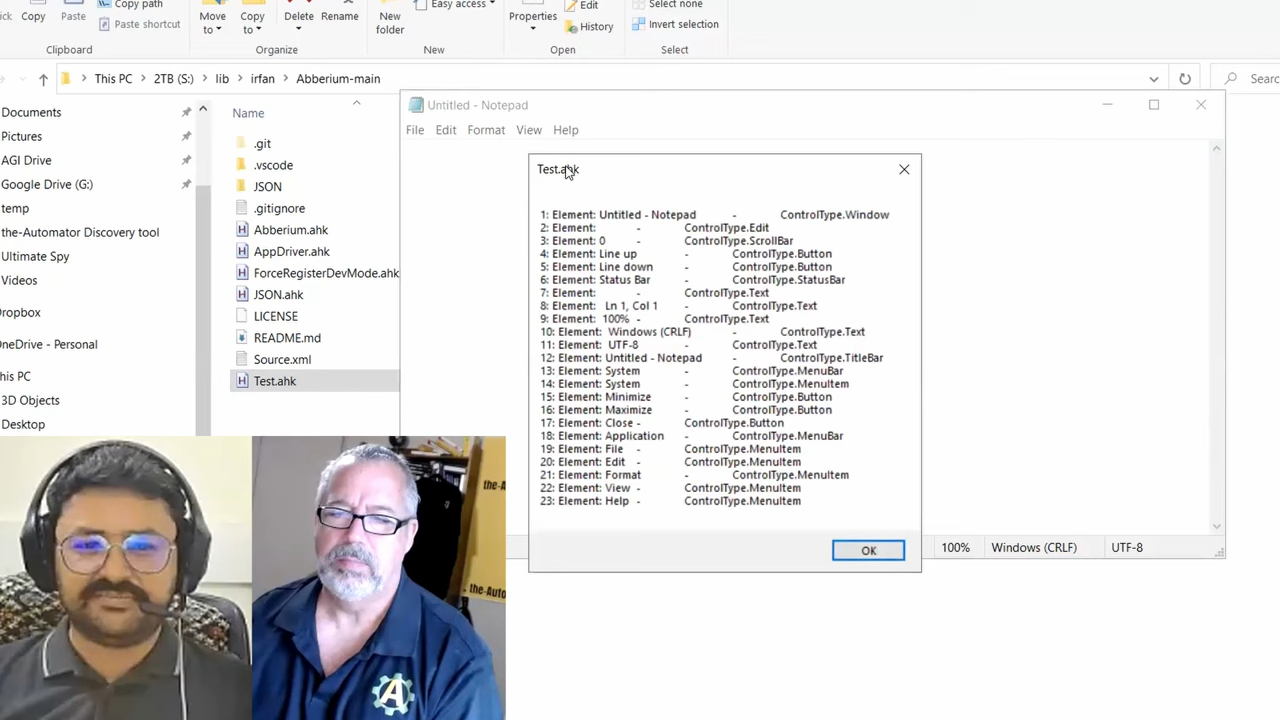 Copy path
Copy
Paste
Paste shortcut
Clipboard
Move
to
Copy
to
Delete
Rename
Organize
New
folder
Easy access
New
Properties
Edit
History
Open
Select none
Invert selection
Select
This PC
2TB (S:)
lib
irfan
Abberium-main
Documents
Pictures
AGI Drive
Google Drive (G:)
temp
the-Automator Discovery tool
Ultimate Spy
Videos
3D Objects
Desktop
Name
.git
.vscode
JSON
.gitignore
Abberium.ahk
AppDriver.ahk
ForceRegisterDevMode.ahk
JSON.ahk
LICENSE
README.md
Source.xml
Test.ahk
Untitled - Notepad
File Edit Format View Help
Test.ahk
1: Element: Untitled - Notepad - ControlType.Window
2: Element: - ControlType.Edit
3: Element: 0 - ControlType.ScrollBar
4: Element: Line up - ControlType.Button
5: Element: Line down - ControlType.Button
6: Element: Status Bar - ControlType.StatusBar
7: Element: - ControlType.Text
8: Element: Ln 1, Col 1 - ControlType.Text
9: Element: 100% - ControlType.Text
10: Element: Windows (CRLF) - ControlType.Text
11: Element: UTF-8 - ControlType.Text
12: Element: Untitled - Notepad - ControlType.TitleBar
13: Element: System - ControlType.MenuBar
14: Element: System - ControlType.MenuItem
15: Element: Minimize - ControlType.Button
16: Element: Maximize - ControlType.Button
17: Element: Close - ControlType.Button
18: Element: Application - ControlType.MenuBar
19: Element: File - ControlType.MenuItem
20: Element: Edit - ControlType.MenuItem
21: Element: Format - ControlType.MenuItem
22: Element: View - ControlType.MenuItem
23: Element: Help - ControlType.MenuItem
OK
100% Windows (CRLF) UTF-8
A